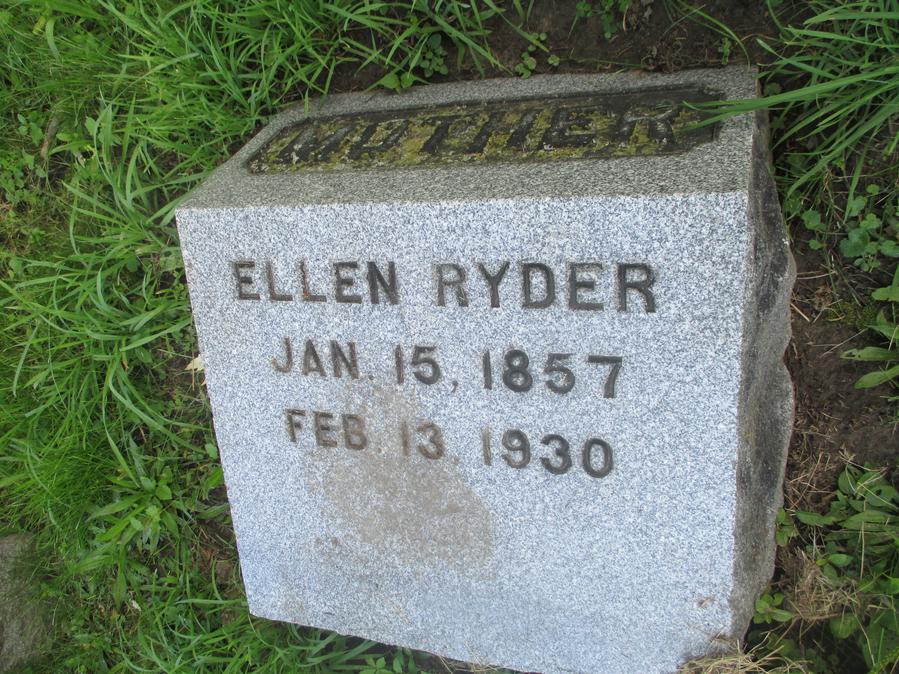 MOTHER
ELLEN RYDER
JAN. 15, 1857
FEB. 13, 1930